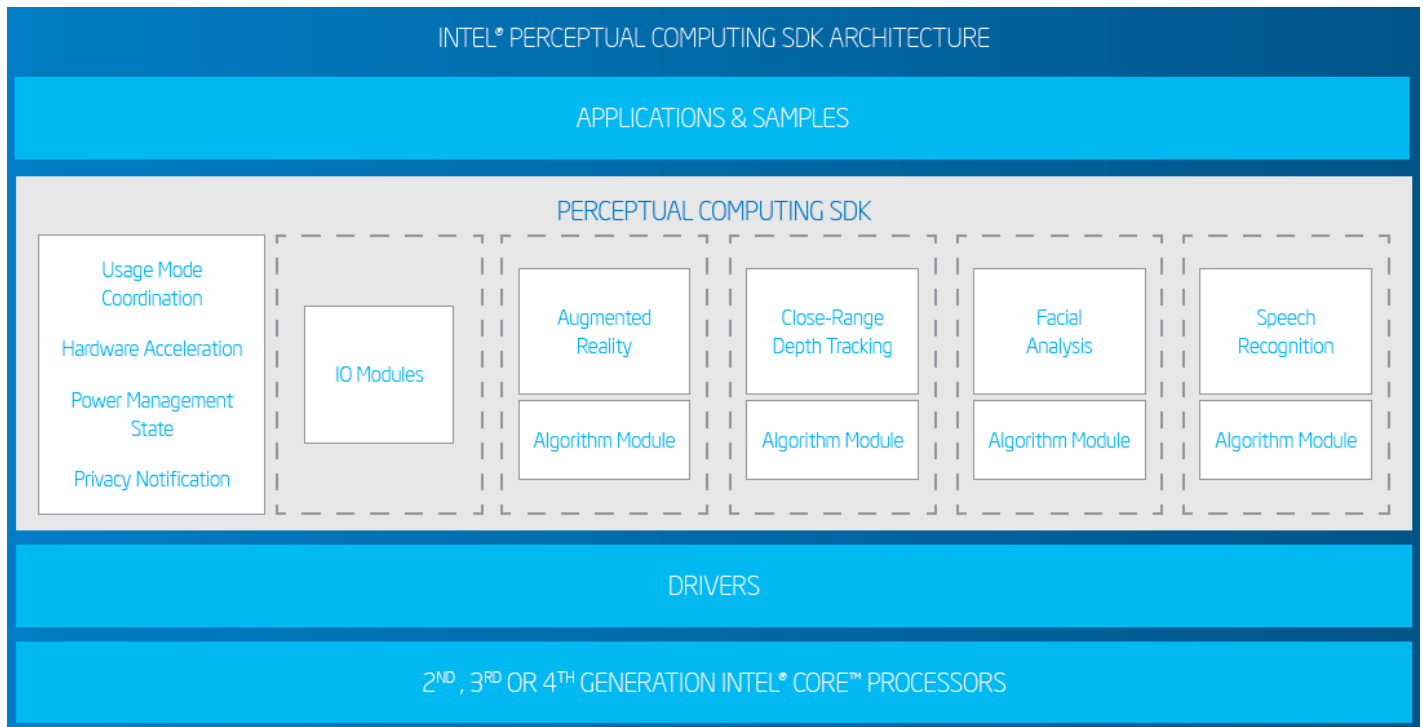 INTEL® PERCEPTUAL COMPUTING SDK ARCHITECTURE
APPLICATIONS & SAMPLES
PERCEPTUAL COMPUTING SDK
Usage Mode
Coordination
Hardware Acceleration
Power Management
State
Privacy Notification
IO Modules
Augmented
Reality
Algorithm Module
Close-Range
Depth Tracking
Algorithm Module
Facial
Analysis
Algorithm Module
Speech
Recognition
Algorithm Module
DRIVERS
2ND , 3RD OR 4TH GENERATION INTEL® CORE™ PROCESSORS